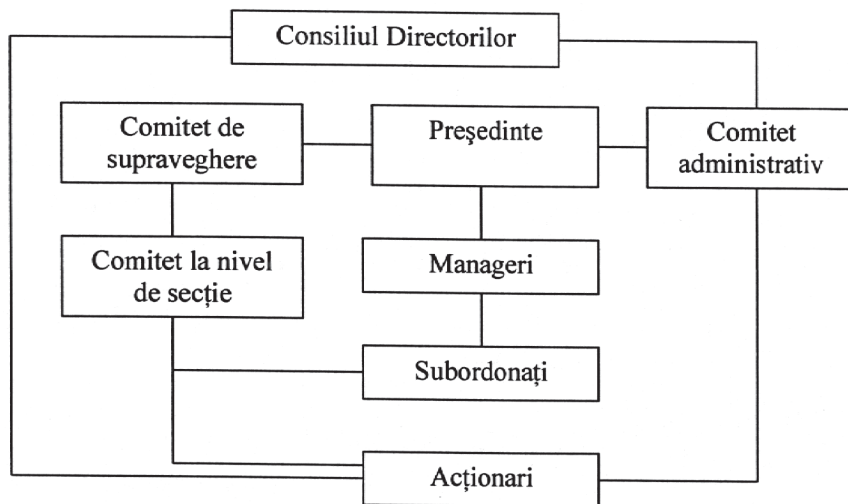 Consiliul Directorilor
Comitet de
supraveghere
Preşedinte
Comitet
administrativ
Comitet la nivel
de secţie
Manageri
Subordonaţi
Acţionari